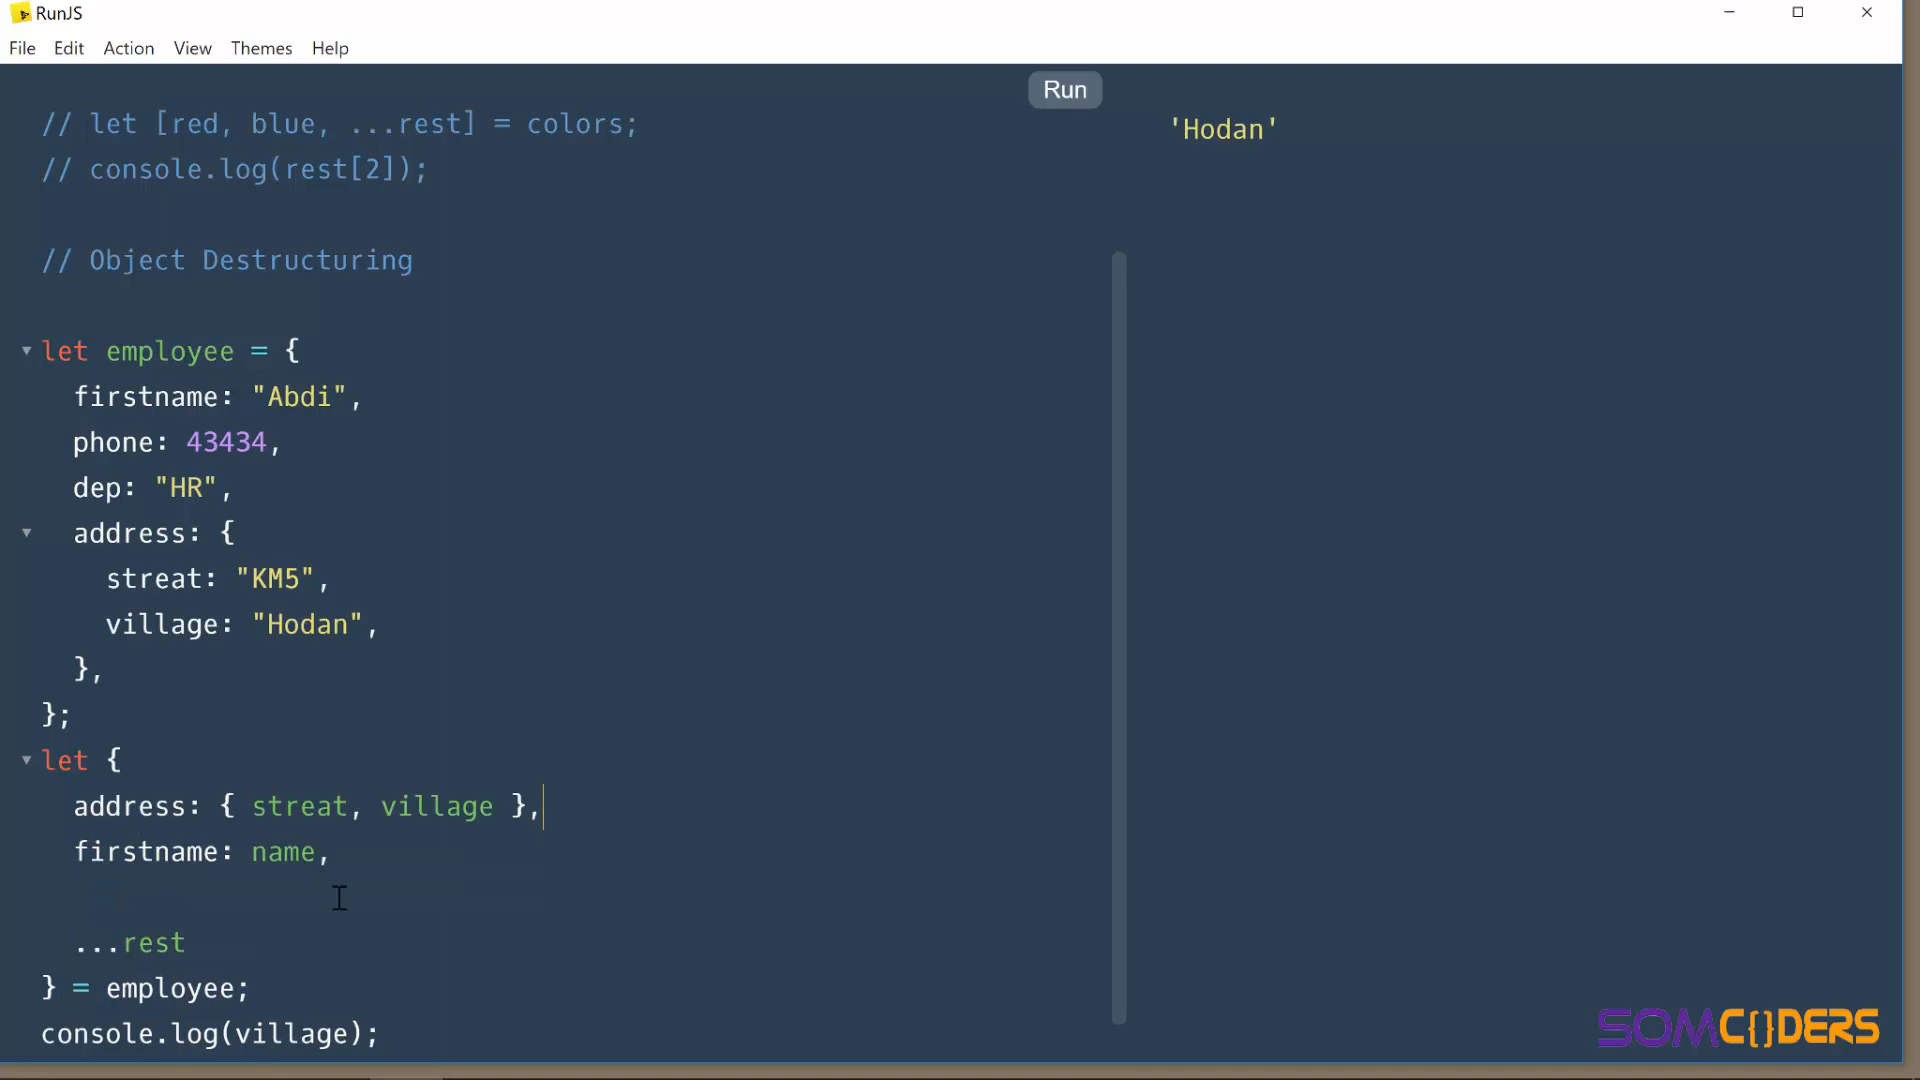 RunJS
File Edit Action View Themes Help
Run
// let [red, blue, ...rest] = colors;
// console.log(rest[2]);
// Object Destructuring
let employee = {
firstname: "Abdi",
phone: 43434,
dep: "HR",
address: {
streat: "KM5",
village: "Hodan",
},
};
let {
address: { streat, village },
firstname: name,
...rest
} = employee;
console.log(village);
'Hodan'
SOMC{}DERS